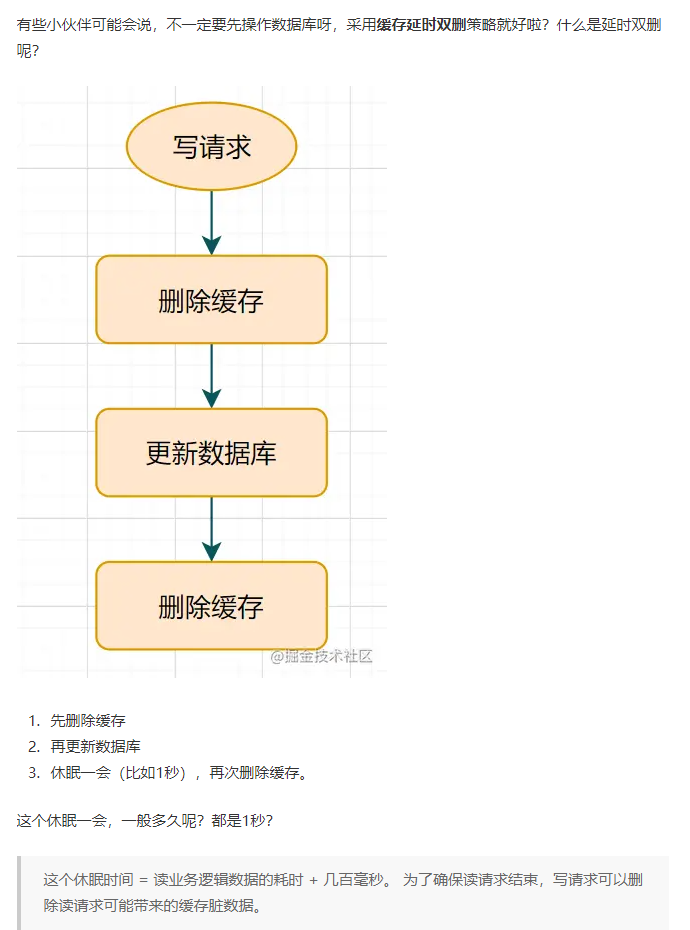 有些小伙伴可能会说，不一定要先操作数据库呀，采用缓存延时双删策略就好啦？什么是延时双删
呢？
写请求
删除缓存
更新数据库
删除缓存
@掘金技术社区
1. 先删除缓存
2. 再更新数据库
3. 休眠一会（比如1秒），再次删除缓存。
这个休眠一会，一般多久呢？都是1秒？
这个休眠时间 = 读业务逻辑数据的耗时 + 几百毫秒。 为了确保读请求结束，写请求可以删
除读请求可能带来的缓存脏数据。